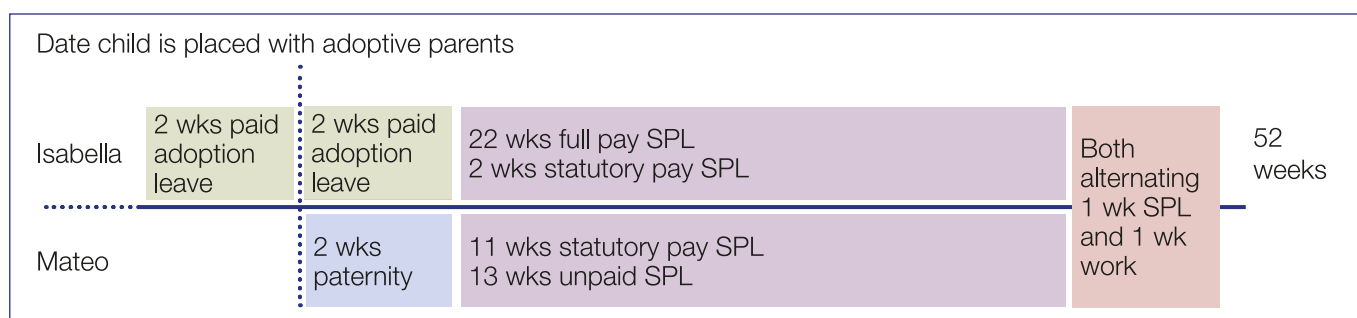 Date child is placed with adoptive parents
Isabella
2 wks paid
adoption
leave
2 wks paid
adoption
leave
22 wks full pay SPL
2 wks statutory pay SPL
Both
alternating
1 wk SPL
and 1 wk
work
52
weeks
Mateo
2 wks
paternity
11 wks statutory pay SPL
13 wks unpaid SPL